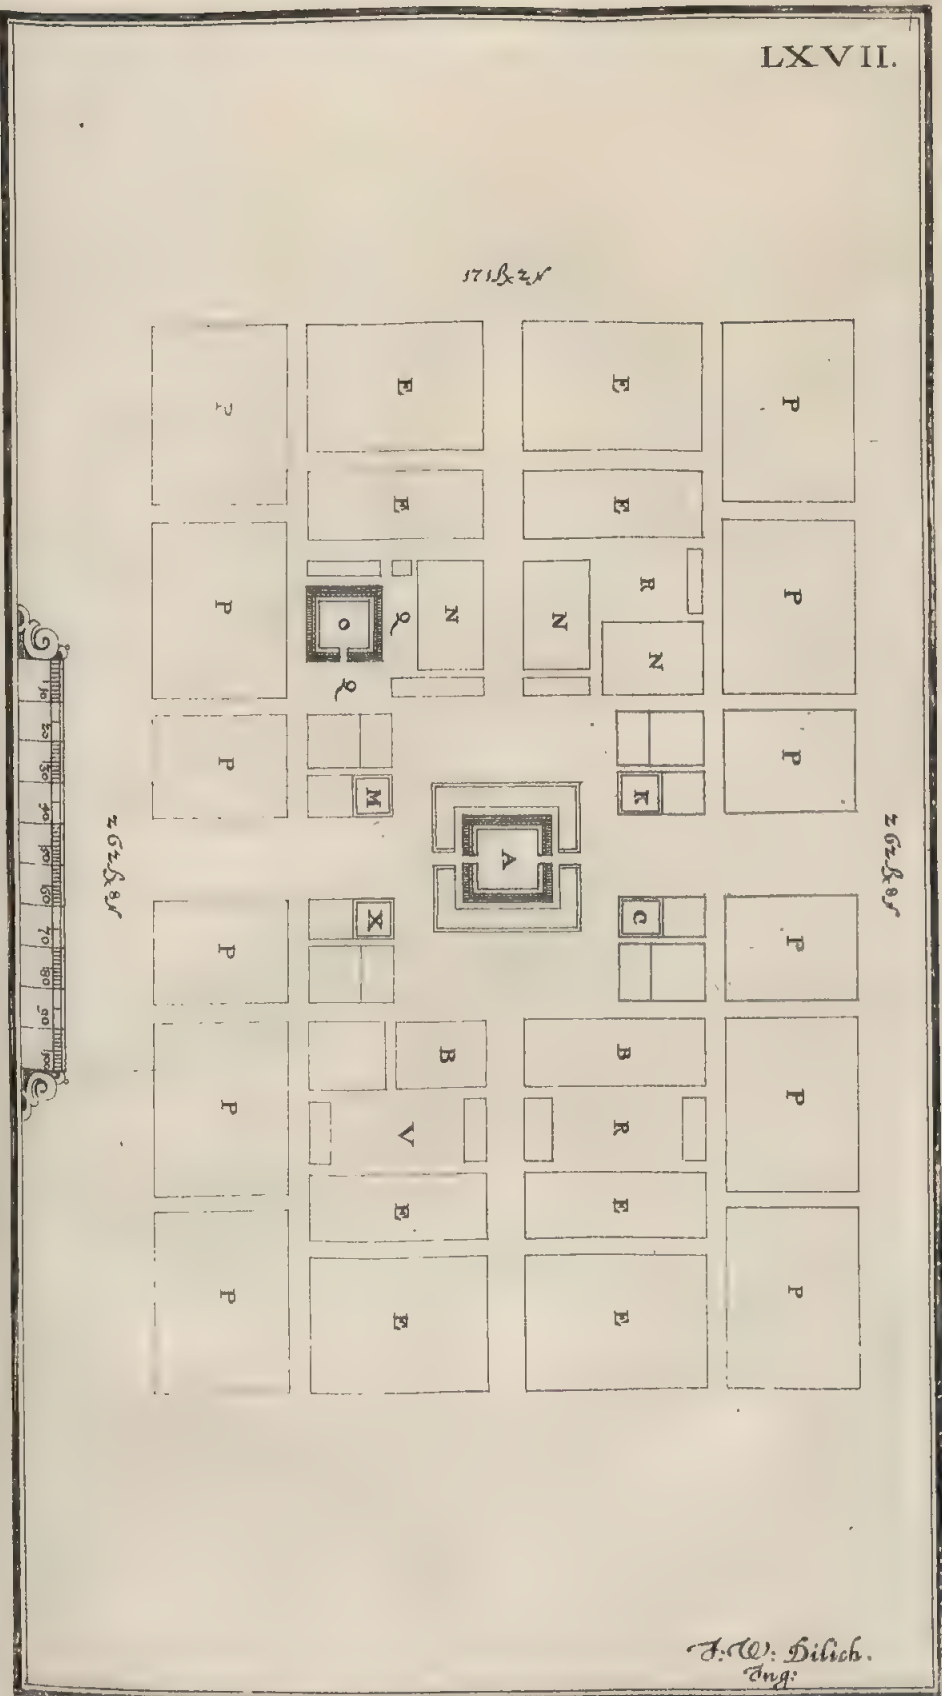 LXVII.
P E E P
E E
R
P O Q N N P
N
Q
P M K P
A
P X C P
P B B P
V R
E E
P E E P
10 20 30 40 50 60 70 80 90 100
J: W: Dilich.
Ing: